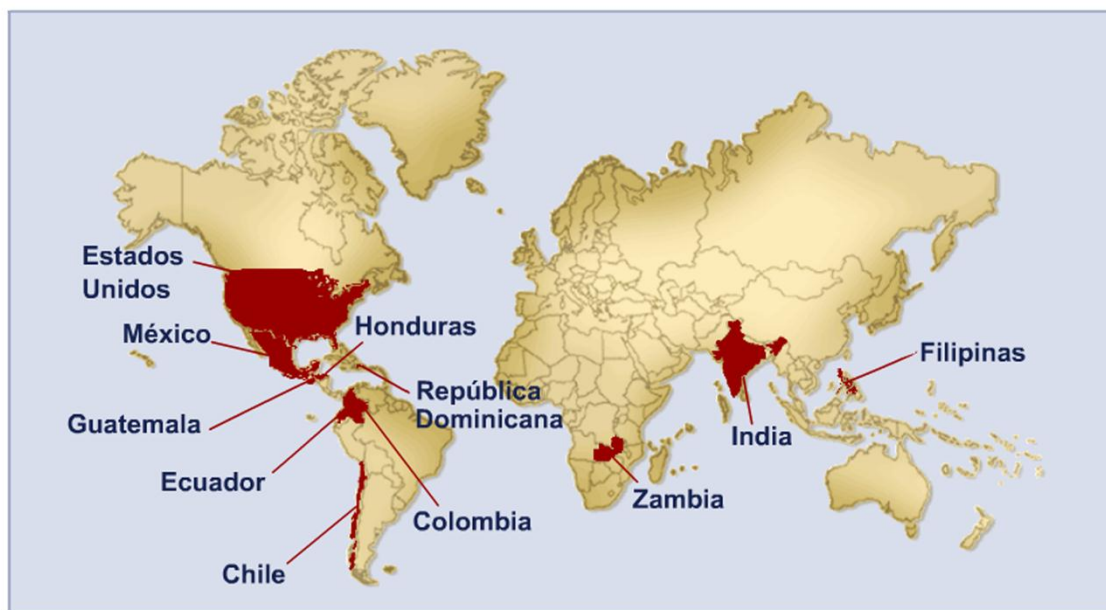 Estados
Unidos
México
Honduras
Filipinas
República
Dominicana
Guatemala
India
Ecuador
Zambia
Colombia
Chile